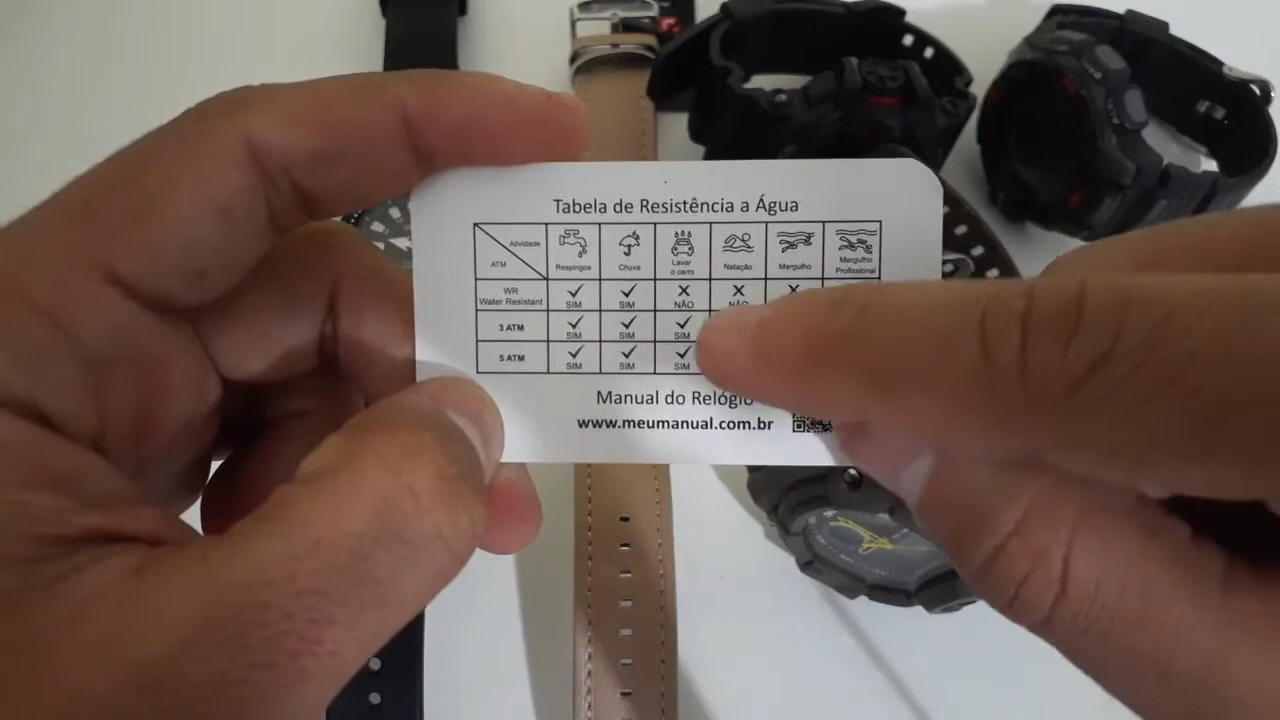 Tabela de Resistência a Água
Atividade
ATM
Respingos
Chuva
Lavar
o carro
Natação
Mergulho
Mergulho
Profissional
WR
Water Resistant
SIM
SIM
NÃO
NÃO
3 ATM
SIM
SIM
SIM
5 ATM
SIM
SIM
SIM
Manual do Relógio
www.meumanual.com.br